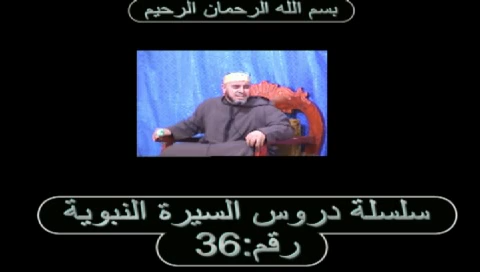 بسم الله الرحمان الرحيم
سلسلة دروس السيرة النبوية
رقم:36